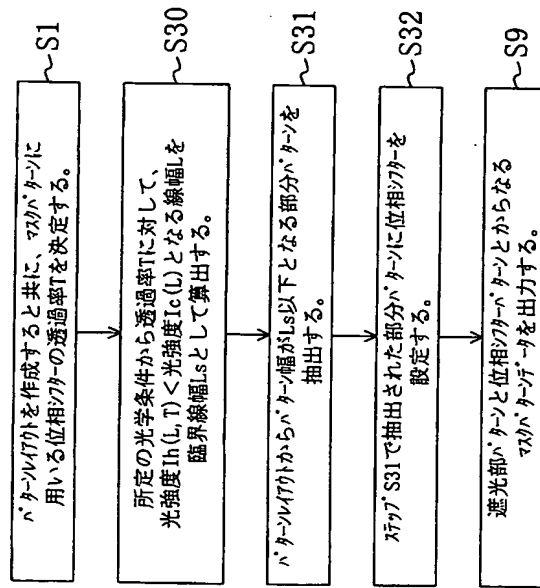 パターンレイアウトを作成すると共に、マスクパターンに
用いる位相シフターの透過率Tを決定する。
S1
所定の光学条件から透過率Tに対して、
光強度Ih(L,T)<光強度Ic(L)となる線幅Lを
臨界線幅Lsとして算出する。
S30
パターンレイアウトからパターン幅がLs以下となる部分パターンを
抽出する。
S31
ステップS31で抽出された部分パターンに位相シフターを
設定する。
S32
遮光部パターンと位相シフターパターンとからなる
マスクパターンデータを出力する。
S9